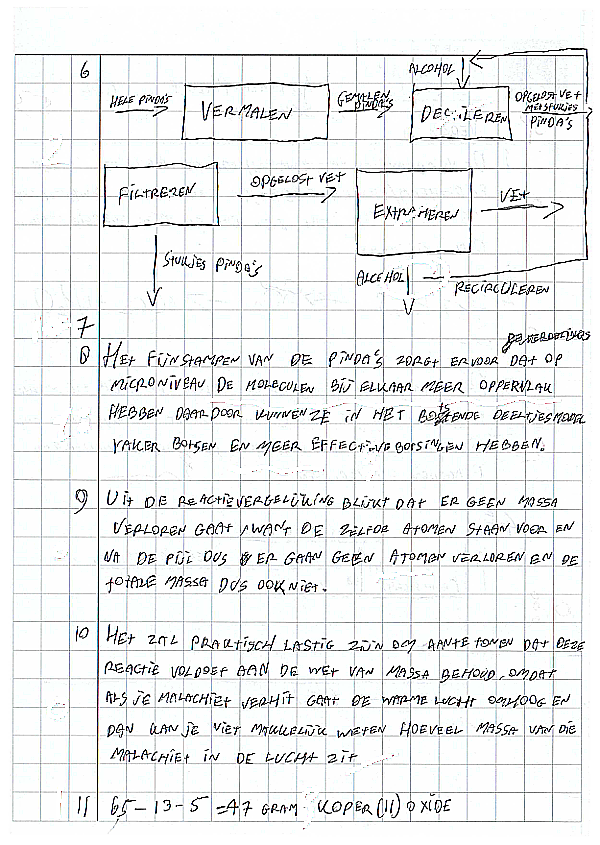 6
ALCOHOL
HELE PINDA'S
VERMALEN
GEMALEN
PINDA'S
OPGELOST VET
MET STUKJES
PINDA'S
FILTREREN
OPGELOST VET
EXTRAHEREN
VET
STUKJES PINDA'S
ALCOHOL
RECIRCULEREN
7
8 HET FIJNSTAMPEN VAN DE PINDA'S ZORGT ERVOOR DAT OP
MICRONIVEAU DE MOLECULEN BIJ ELKAAR MEER OPPERVLAK
HEBBEN DAARDOOR KUNNEN ZE IN HET BOTSENDE DEELTJESMODEL
VAKER BOTSEN EN MEER EFFECTIVE BOTSINGEN HEBBEN.
9 UIT DE REACTIEVERGELIJKING BLIJKT DAT ER GEEN MASSA
VERLOREN GAAT, WANT DE ZELFDE ATOMEN STAAN VOOR EN
NA DE PIJL DUS ER GAAN GEEN ATOMEN VERLOREN EN DE
TOTALE MASSA DUS OOK NIET.
10 HET ZAL PRAKTISCH LASTIG ZIJN OM AANTETONEN DAT DEZE
REACTIE VOLDOET AAN DE WET VAN MASSA BEHOUD, OMDAT
ALS JE MALACHIET VERHIT GAAT DE WARME LUCHT OMHOOG EN
DAN KAN JE NIET MAKKELIJK WETEN HOEVEEL MASSA VAN DIE
MALACHIET IN DE LUCHT ZIT
11 65-13-5 = 47 GRAM KOPER(II)OXIDE